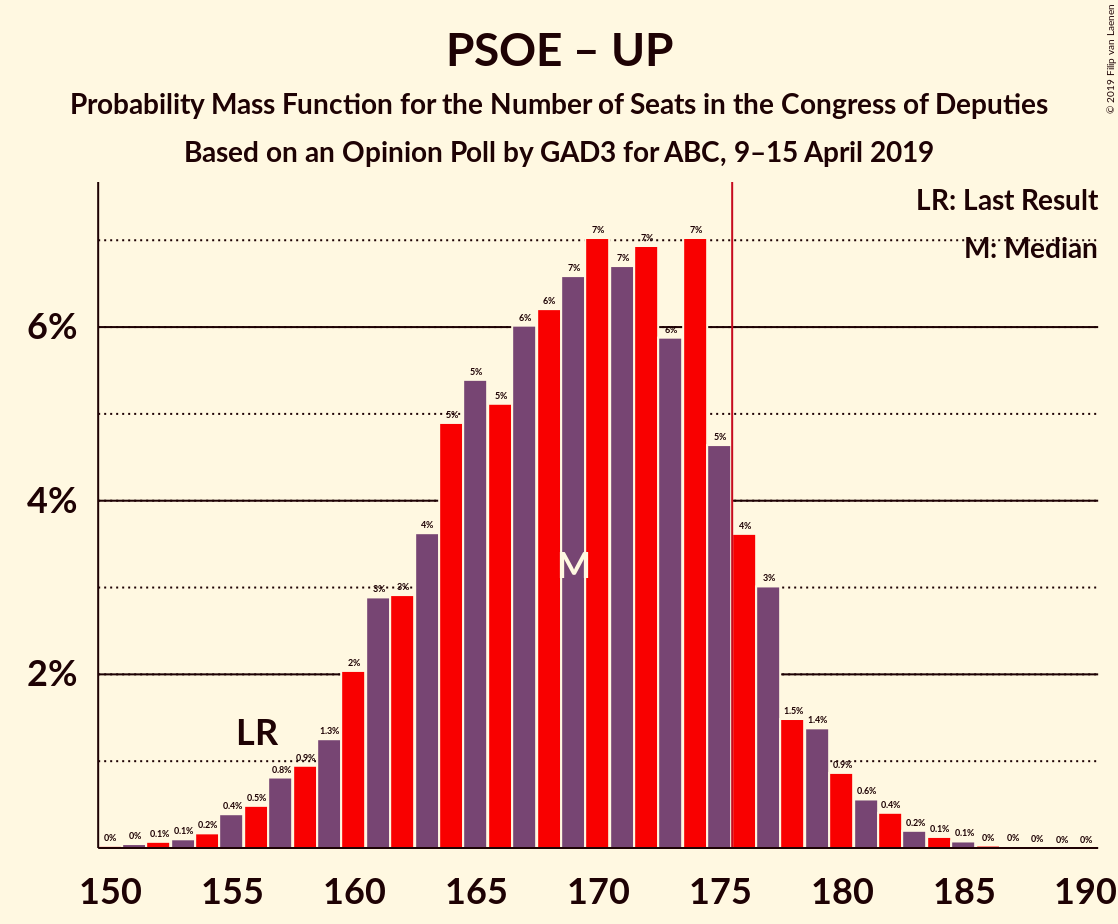 PSOE – UP
Probability Mass Function for the Number of Seats in the Congress of Deputies
Based on an Opinion Poll by GAD3 for ABC, 9–15 April 2019
© 2019 Filip van Laenen
LR: Last Result
M: Median
6%
4%
2%
0% 0% 0.1% 0.1% 0.2% 0.4% 0.5% 0.8% 0.9% 1.3% 2% 3% 3% 4% 5% 5% 5% 6% 6% 7% 7% 7% 7% 6% 7% 5% 4% 3% 1.5% 1.4% 0.9% 0.6% 0.4% 0.2% 0.1% 0.1% 0% 0% 0% 0% 0%
M
LR
150 155 160 165 170 175 180 185 190